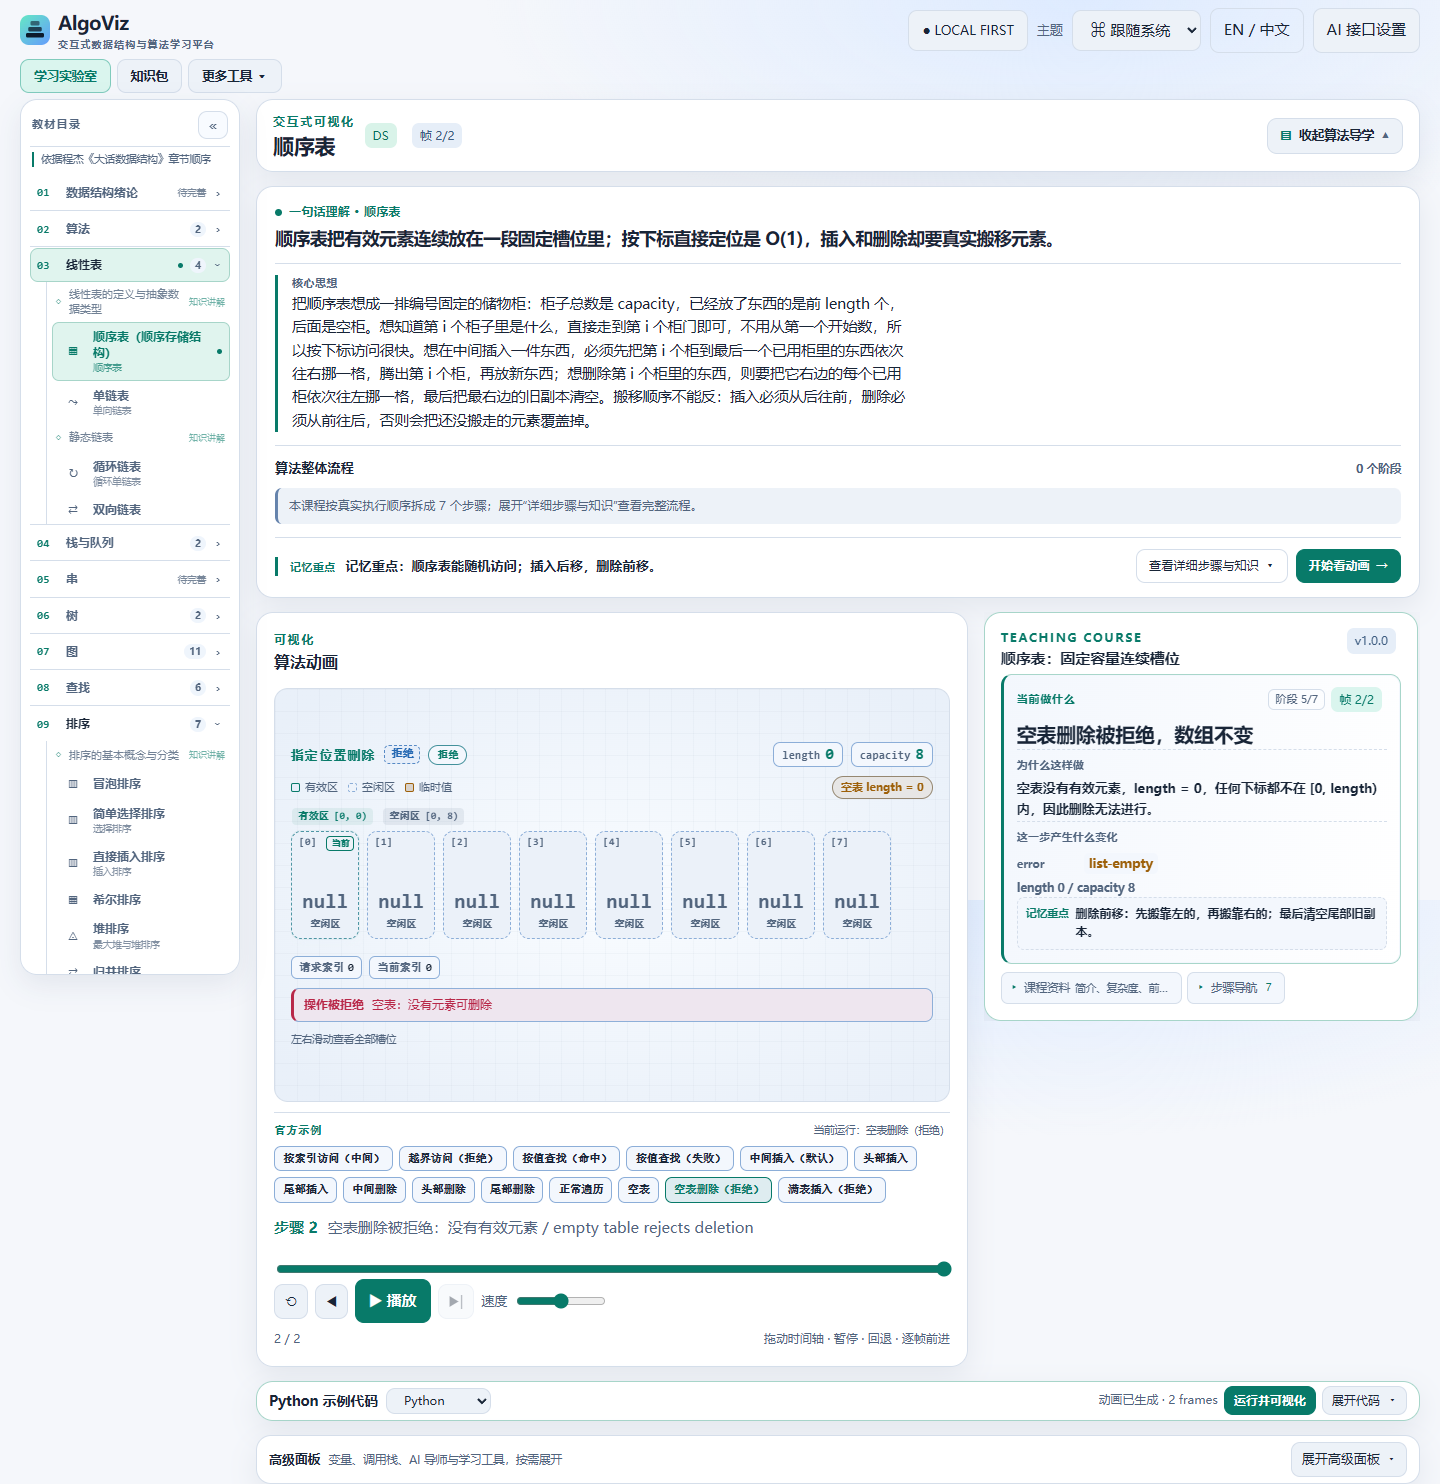 AlgoViz
交互式数据结构与算法学习平台
● LOCAL FIRST
主题
⌘ 跟随系统
EN / 中文
AI 接口设置
学习实验室
知识包
更多工具
教材目录
«
依据程杰《大话数据结构》章节顺序
01 数据结构绪论 待完善 ›
02 算法 2 ›
03 线性表 4
线性表的定义与抽象数据类型 知识讲解
顺序表（顺序存储结构）
顺序表
单链表
单向链表
静态链表 知识讲解
循环链表
循环单链表
双向链表
04 栈与队列 2 ›
05 串 待完善 ›
06 树 2 ›
07 图 11 ›
08 查找 6 ›
09 排序 7
排序的基本概念与分类 知识讲解
冒泡排序
简单选择排序
选择排序
直接插入排序
插入排序
希尔排序
堆排序
最大堆与堆排序
归并排序
交互式可视化
顺序表
DS
帧 2/2
收起算法导学 ▲
一句话理解 • 顺序表
顺序表把有效元素连续放在一段固定槽位里；按下标直接定位是 O(1)，插入和删除却要真实搬移元素。
核心思想
把顺序表想成一排编号固定的储物柜：柜子总数是 capacity，已经放了东西的是前 length 个，
后面是空柜。想知道第 i 个柜子里是什么，直接走到第 i 个柜门即可，不用从第一个开始数，所
以按下标访问很快。想在中间插入一件东西，必须先把第 i 个柜到最后一个已用柜里的东西依次
往右挪一格，腾出第 i 个柜，再放新东西；想删除第 i 个柜里的东西，则要把它右边的每个已用
柜依次往左挪一格，最后把最右边的旧副本清空。搬移顺序不能反：插入必须从后往前，删除必
须从前往后，否则会把还没搬走的元素覆盖掉。
算法整体流程
0 个阶段
本课程按真实执行顺序拆成 7 个步骤；展开“详细步骤与知识”查看完整流程。
记忆重点 记忆重点：顺序表能随机访问；插入后移，删除前移。
查看详细步骤与知识
开始看动画 →
可视化
算法动画
指定位置删除 拒绝 拒绝
length 0
capacity 8
有效区 空闲区 临时值
空表 length = 0
有效区 [0, 0) 空闲区 [0, 8)
[0] 当前 [1] [2] [3] [4] [5] [6] [7]
null null null null null null null null
空闲区 空闲区 空闲区 空闲区 空闲区 空闲区 空闲区 空闲区
请求索引 0 当前索引 0
操作被拒绝 空表：没有元素可删除
左右滑动查看全部槽位
官方示例
当前运行：空表删除（拒绝）
按索引访问（中间） 越界访问（拒绝） 按值查找（命中） 按值查找（失败） 中间插入（默认） 头部插入
尾部插入 中间删除 头部删除 尾部删除 正常遍历 空表 空表删除（拒绝） 满表插入（拒绝）
步骤 2 空表删除被拒绝：没有有效元素 / empty table rejects deletion
▶ 播放
速度
2 / 2
拖动时间轴 · 暂停 · 回退 · 逐帧前进
TEACHING COURSE
顺序表：固定容量连续槽位
v1.0.0
当前做什么
阶段 5/7
帧 2/2
空表删除被拒绝，数组不变
为什么这样做
空表没有有效元素，length = 0，任何下标都不在 [0, length)
内，因此删除无法进行。
这一步产生什么变化
error list-empty
length 0 / capacity 8
记忆重点 删除前移：先搬靠左的，再搬靠右的；最后清空尾部旧副
本。
课程资料 简介、复杂度、前...
步骤导航 7
Python 示例代码
Python
动画已生成 · 2 frames
运行并可视化
展开代码
高级面板 变量、调用栈、AI 导师与学习工具，按需展开
展开高级面板